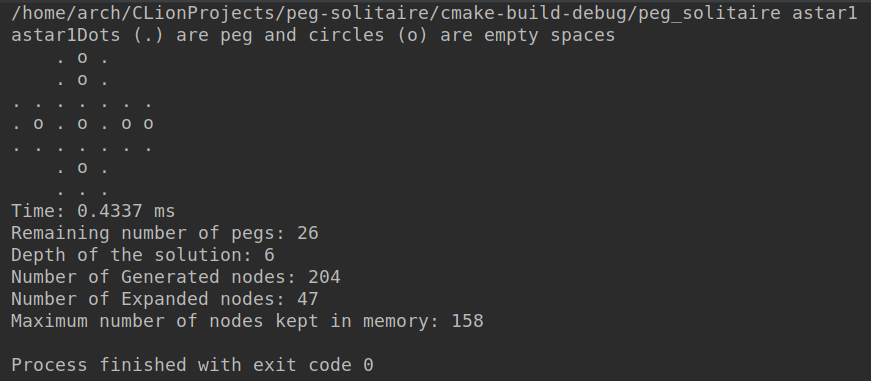 /home/arch/CLionProjects/peg-solitaire/cmake-build-debug/peg_solitaire astar1
astar1Dots (.) are peg and circles (o) are empty spaces
    . o .
    . o .
. . . . . . .
. o . o . o o
. . . . . . .
    . o .
    . . .
Time: 0.4337 ms
Remaining number of pegs: 26
Depth of the solution: 6
Number of Generated nodes: 204
Number of Expanded nodes: 47
Maximum number of nodes kept in memory: 158

Process finished with exit code 0